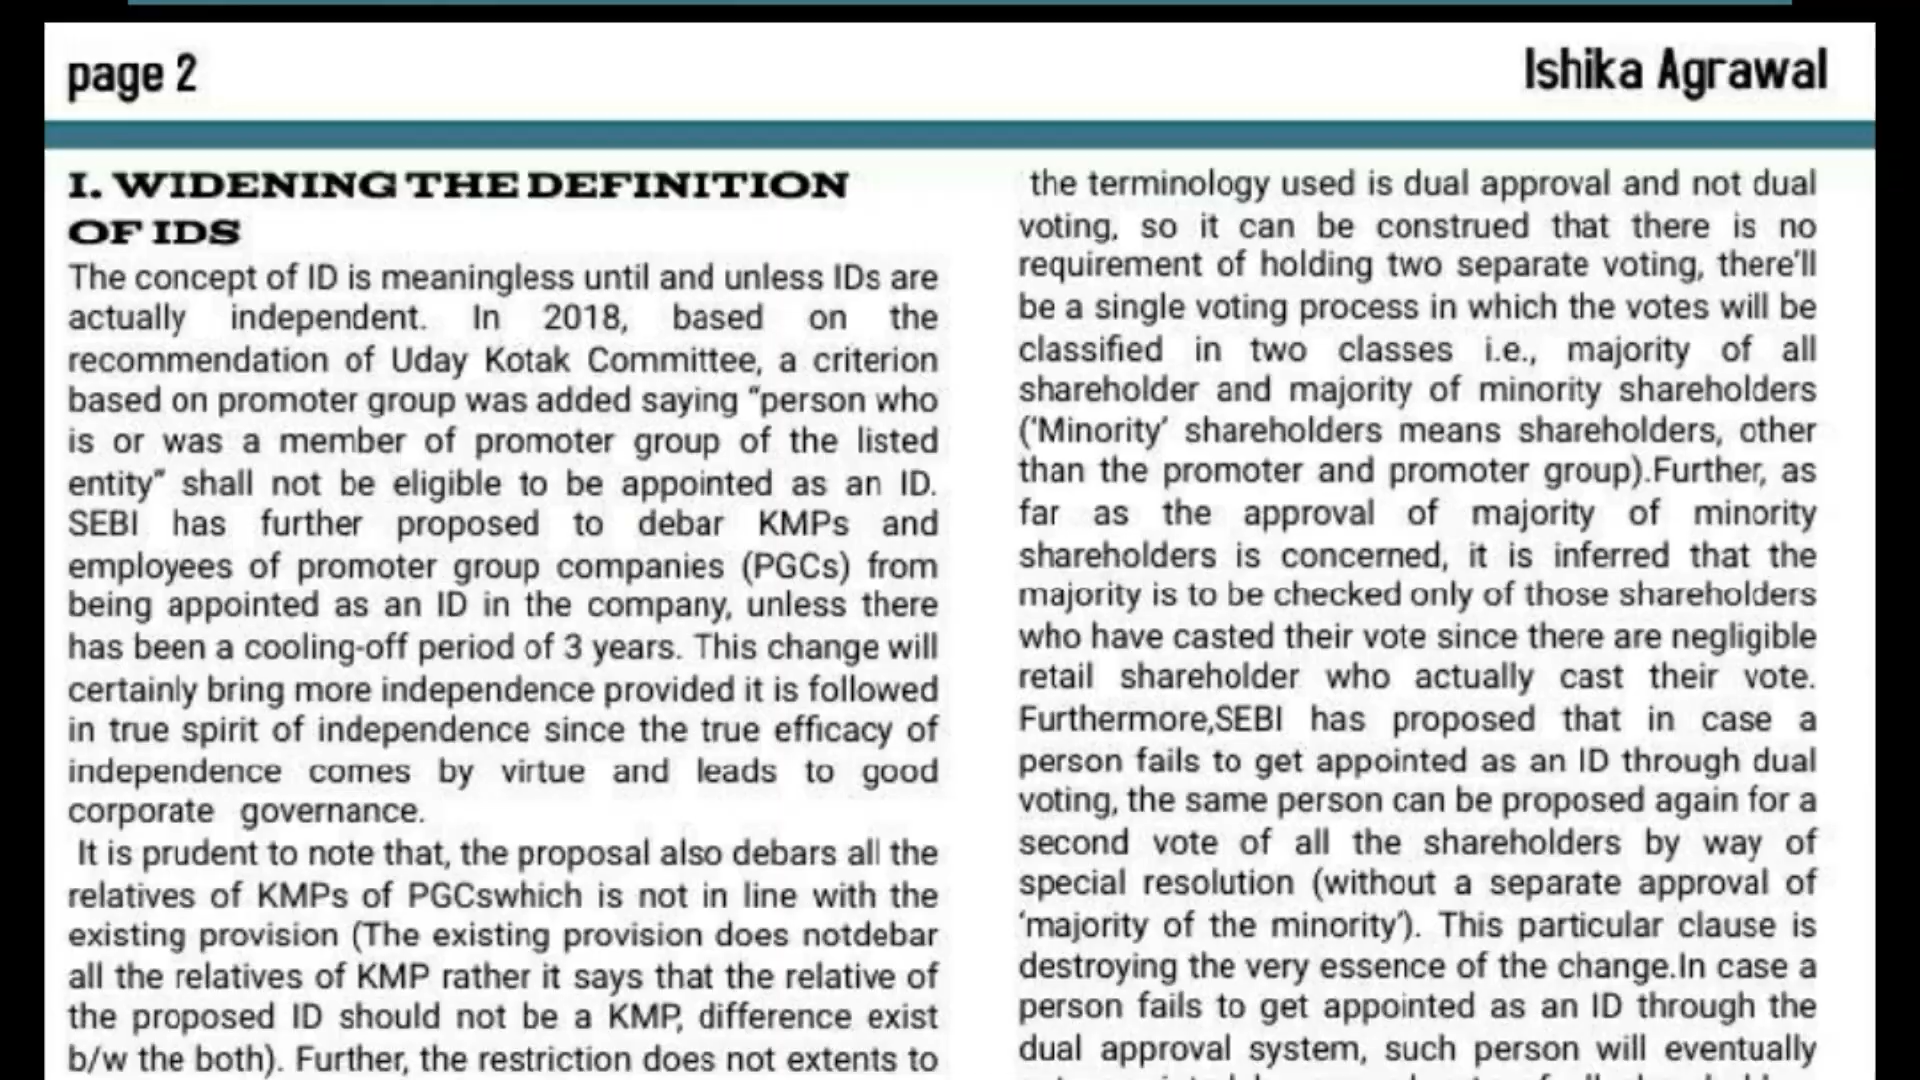 page 2
Ishika Agrawal
I. WIDENING THE DEFINITION
OF IDS
The concept of ID is meaningless until and unless IDs are
actually independent. In 2018, based on the
recommendation of Uday Kotak Committee, a criterion
based on promoter group was added saying “person who
is or was a member of promoter group of the listed
entity” shall not be eligible to be appointed as an ID.
SEBI has further proposed to debar KMPs and
employees of promoter group companies (PGCs) from
being appointed as an ID in the company, unless there
has been a cooling-off period of 3 years. This change will
certainly bring more independence provided it is followed
in true spirit of independence since the true efficacy of
independence comes by virtue and leads to good
corporate governance.
It is prudent to note that, the proposal also debars all the
relatives of KMPs of PGCswhich is not in line with the
existing provision (The existing provision does notdebar
all the relatives of KMP rather it says that the relative of
the proposed ID should not be a KMP, difference exist
b/w the both). Further, the restriction does not extents to
the terminology used is dual approval and not dual
voting, so it can be construed that there is no
requirement of holding two separate voting, there’ll
be a single voting process in which the votes will be
classified in two classes i.e., majority of all
shareholder and majority of minority shareholders
(‘Minority’ shareholders means shareholders, other
than the promoter and promoter group).Further, as
far as the approval of majority of minority
shareholders is concerned, it is inferred that the
majority is to be checked only of those shareholders
who have casted their vote since there are negligible
retail shareholder who actually cast their vote.
Furthermore,SEBI has proposed that in case a
person fails to get appointed as an ID through dual
voting, the same person can be proposed again for a
second vote of all the shareholders by way of
special resolution (without a separate approval of
‘majority of the minority’). This particular clause is
destroying the very essence of the change.In case a
person fails to get appointed as an ID through the
dual approval system, such person will eventually